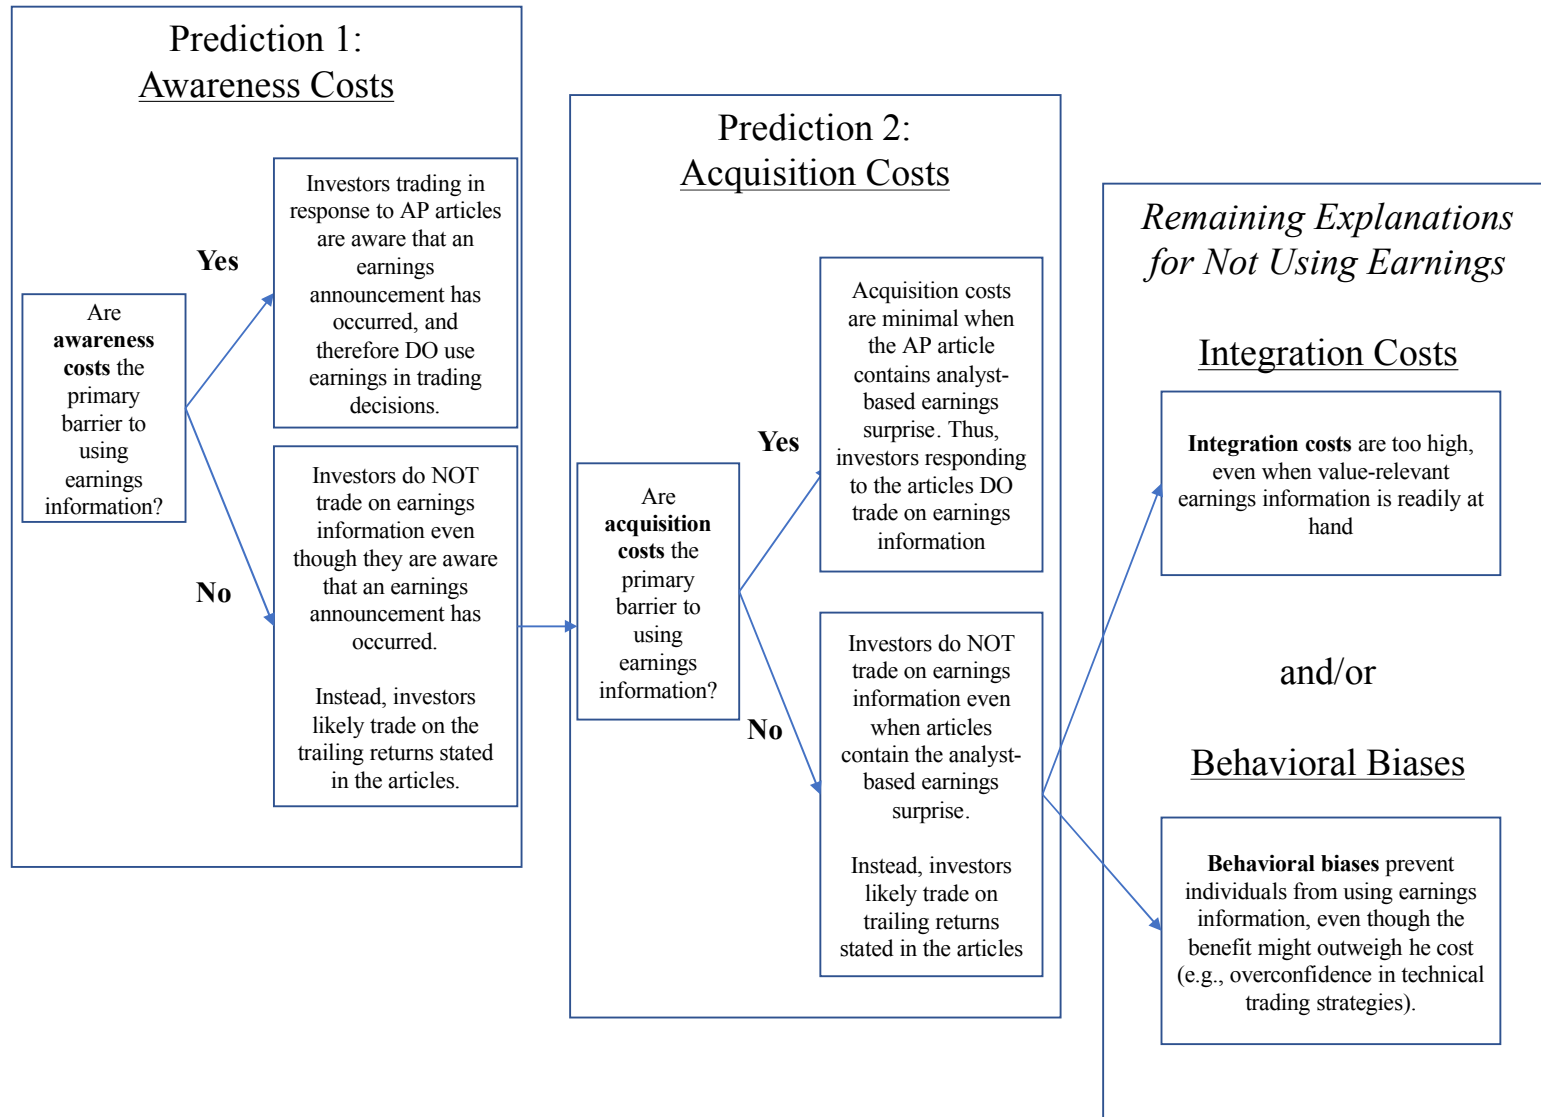 Prediction 1:
Awareness Costs
Are
awareness
costs the
primary
barrier to
using
earnings
information?
Yes
Investors trading in
response to AP articles
are aware that an
earnings
announcement has
occurred, and
therefore DO use
earnings in trading
decisions.
No
Investors do NOT
trade on earnings
information even
though they are aware
that an earnings
announcement has
occurred.
Instead, investors
likely trade on the
trailing returns stated
in the articles.
Prediction 2:
Acquisition Costs
Are
acquisition
costs the
primary
barrier to
using
earnings
information?
Yes
Acquisition costs
are minimal when
the AP article
contains analyst-
based earnings
surprise. Thus,
investors responding
to the articles DO
trade on earnings
information
No
Investors do NOT
trade on earnings
information even
when articles
contain the analyst-
based earnings
surprise.
Instead, investors
likely trade on
trailing returns
stated in the articles
Remaining Explanations
for Not Using Earnings
Integration Costs
Integration costs are too high,
even when value-relevant
earnings information is readily at
hand
and/or
Behavioral Biases
Behavioral biases prevent
individuals from using earnings
information, even though the
benefit might outweigh he cost
(e.g., overconfidence in technical
trading strategies).